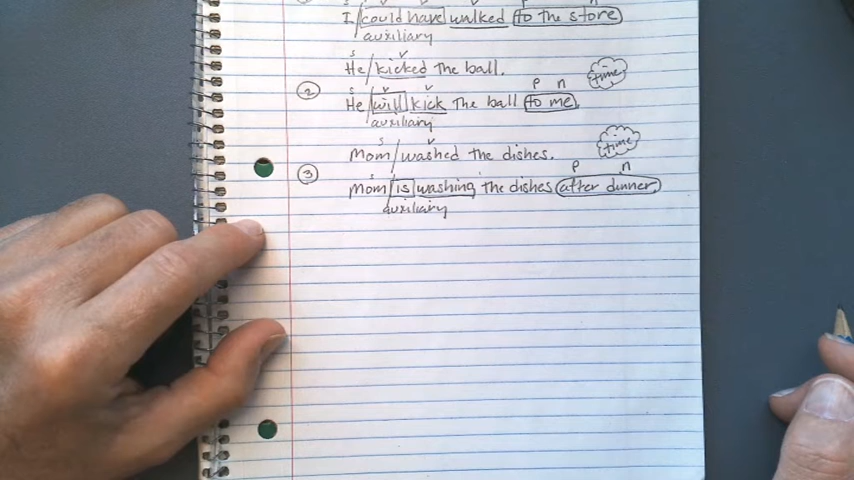 I / could have walked to the store
auxiliary
s v
He / kicked the ball.
time
p n
2
s v v
He / will kick the ball to me.
auxiliary
time
s v
Mom / washed the dishes.
p n
3
s
Mom / is washing the dishes after dinner
auxiliary